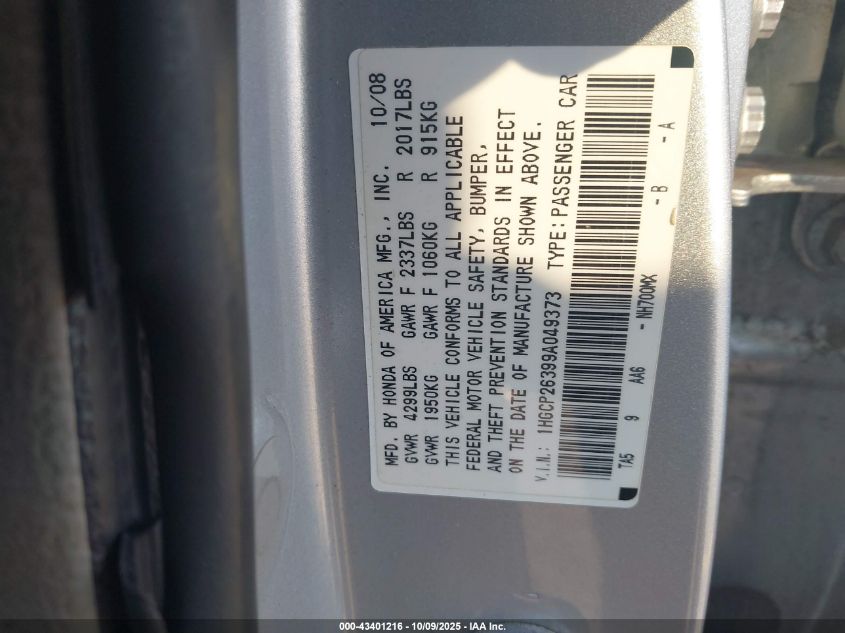 MFD. BY HONDA OF AMERICA MFG., INC. 10/08
GVWR 4299LBS GAWR F 2337LBS R 2017LBS
GVWR 1950KG GAWR F 1060KG R 915KG
THIS VEHICLE CONFORMS TO ALL APPLICABLE
FEDERAL MOTOR VEHICLE SAFETY, BUMPER,
AND THEFT PREVENTION STANDARDS IN EFFECT
ON THE DATE OF MANUFACTURE SHOWN ABOVE.
V.I.N.: 1HGCP26399A049373 TYPE: PASSENGER CAR
TA5 9 AA6 - NH700MX - B - A
000-43401216 - 10/09/2025 - IAA Inc.